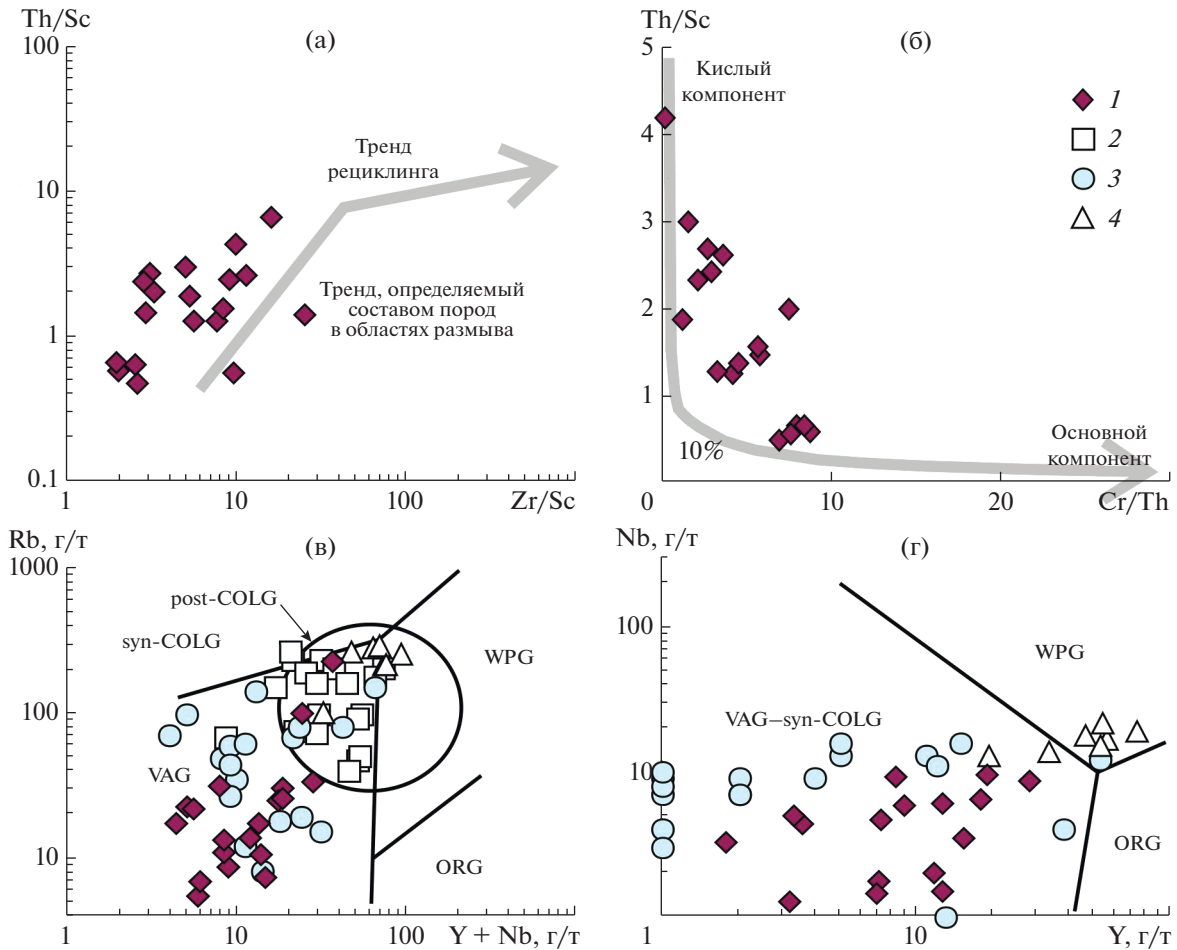 Th/Sc
(а)
100
10
1
0.1
Тренд
рециклинга
Тренд, определяемый
составом пород
в областях размыва
1
10
100
Zr/Sc
Th/Sc
(б)
5
4
3
2
1
Кислый
компонент
1
2
3
4
10%
Основной
компонент
0
10
20
Cr/Th
Rb, г/т
(в)
1000
100
10
post-COLG
syn-COLG
WPG
VAG
ORG
1
10
100
Y + Nb, г/т
Nb, г/т
(г)
100
10
WPG
VAG–syn-COLG
ORG
1
10
Y, г/т